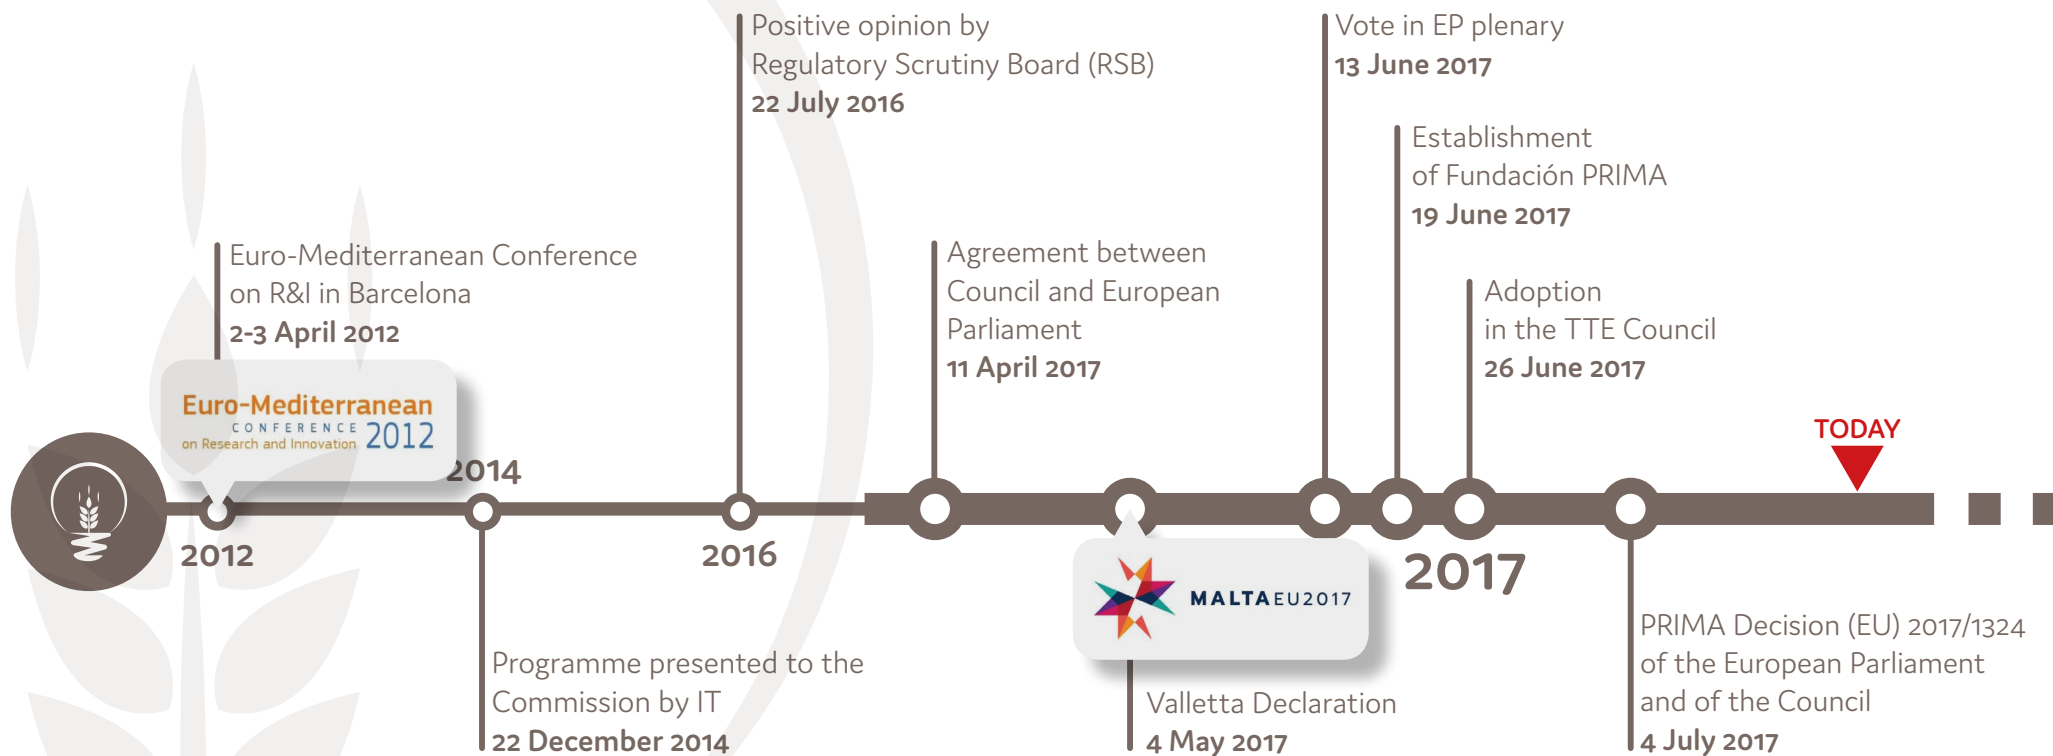 Positive opinion by
Regulatory Scrutiny Board (RSB)
22 July 2016
Vote in EP plenary
13 June 2017
Establishment
of Fundación PRIMA
19 June 2017
Euro-Mediterranean Conference
on R&I in Barcelona
2-3 April 2012
Agreement between
Council and European
Parliament
11 April 2017
Adoption
in the TTE Council
26 June 2017
Euro-Mediterranean
CONFERENCE
on Research and Innovation 2012
TODAY
2014
2012
2016
2017
MALTAEU2017
Programme presented to the
Commission by IT
22 December 2014
Valletta Declaration
4 May 2017
PRIMA Decision (EU) 2017/1324
of the European Parliament
and of the Council
4 July 2017